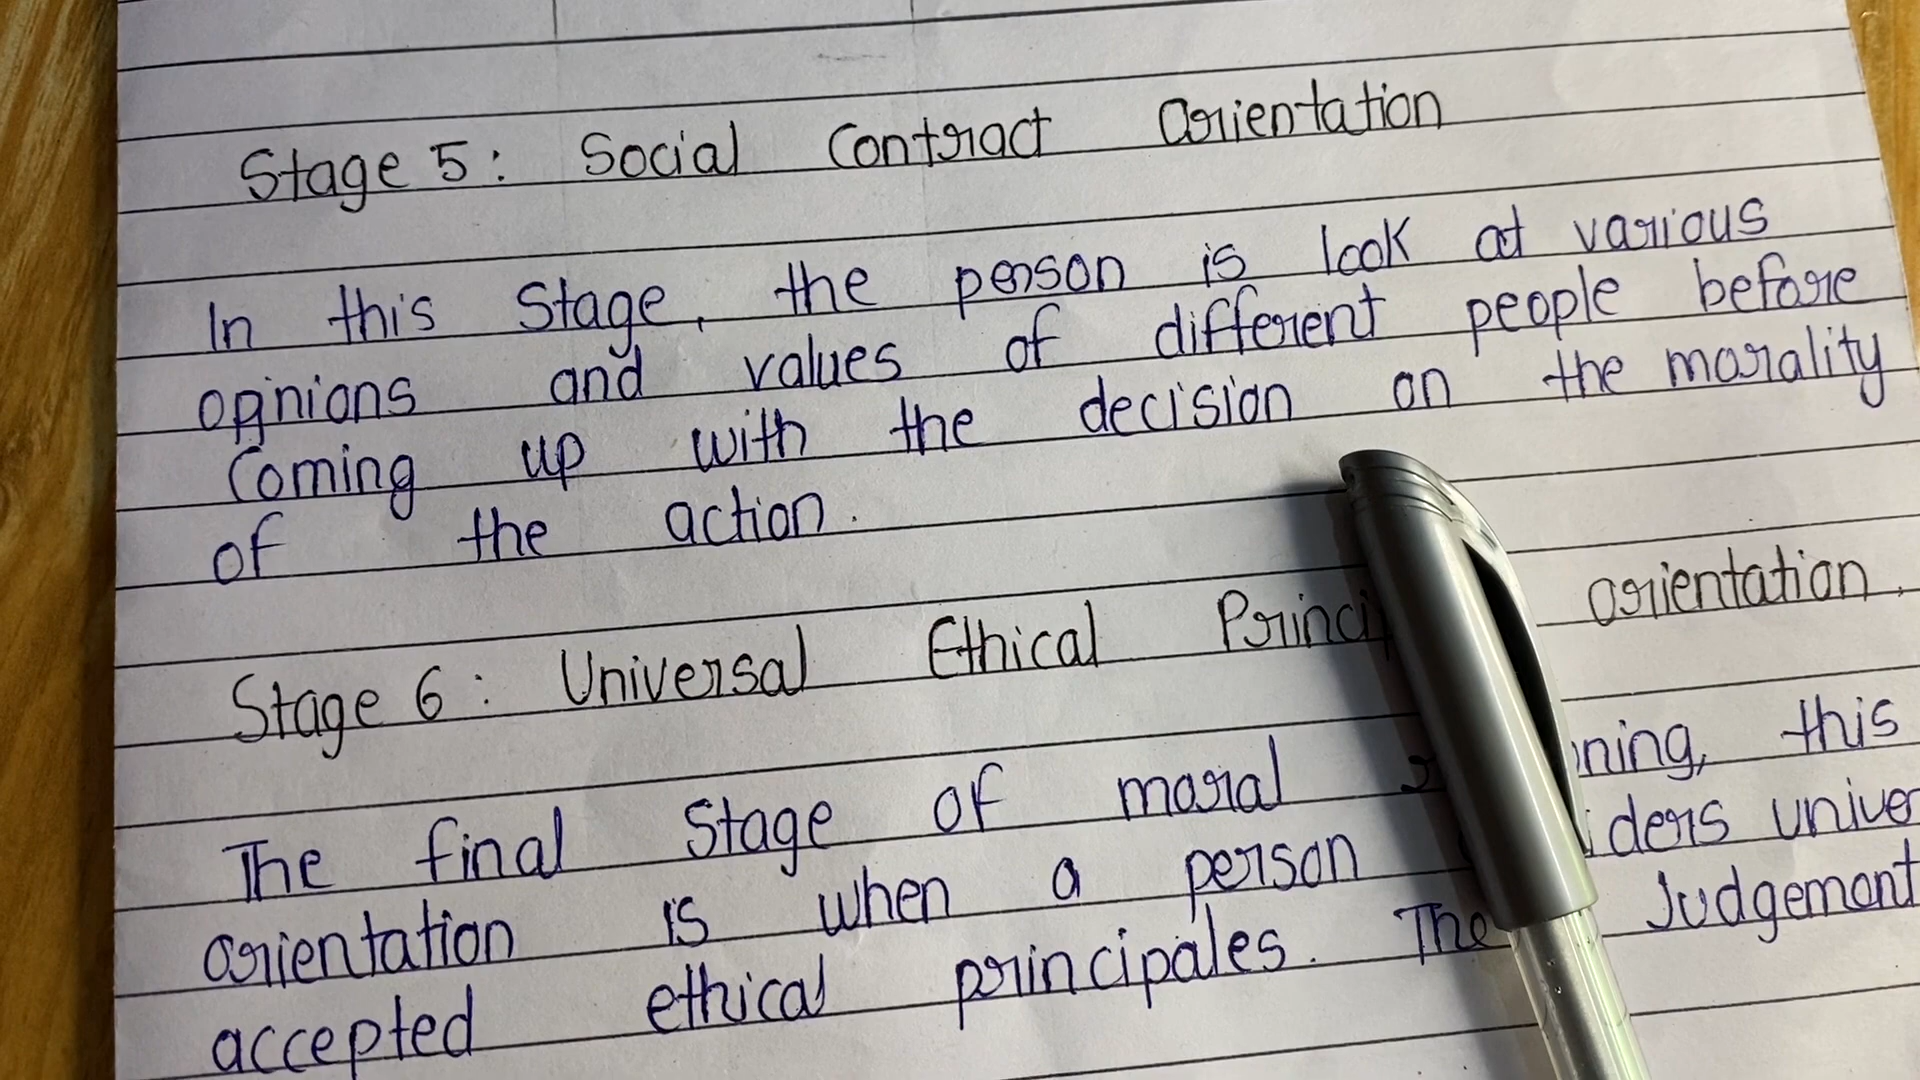 Stage 5: Social Contract Orientation
In this Stage, the person is look at various
opinions and values of different people before
Coming up with the decision on the morality
of the action.
Stage 6: Universal Ethical orientation.
The final Stage of moral this
orientation is when a person
accepted ethical principales. The Judgement